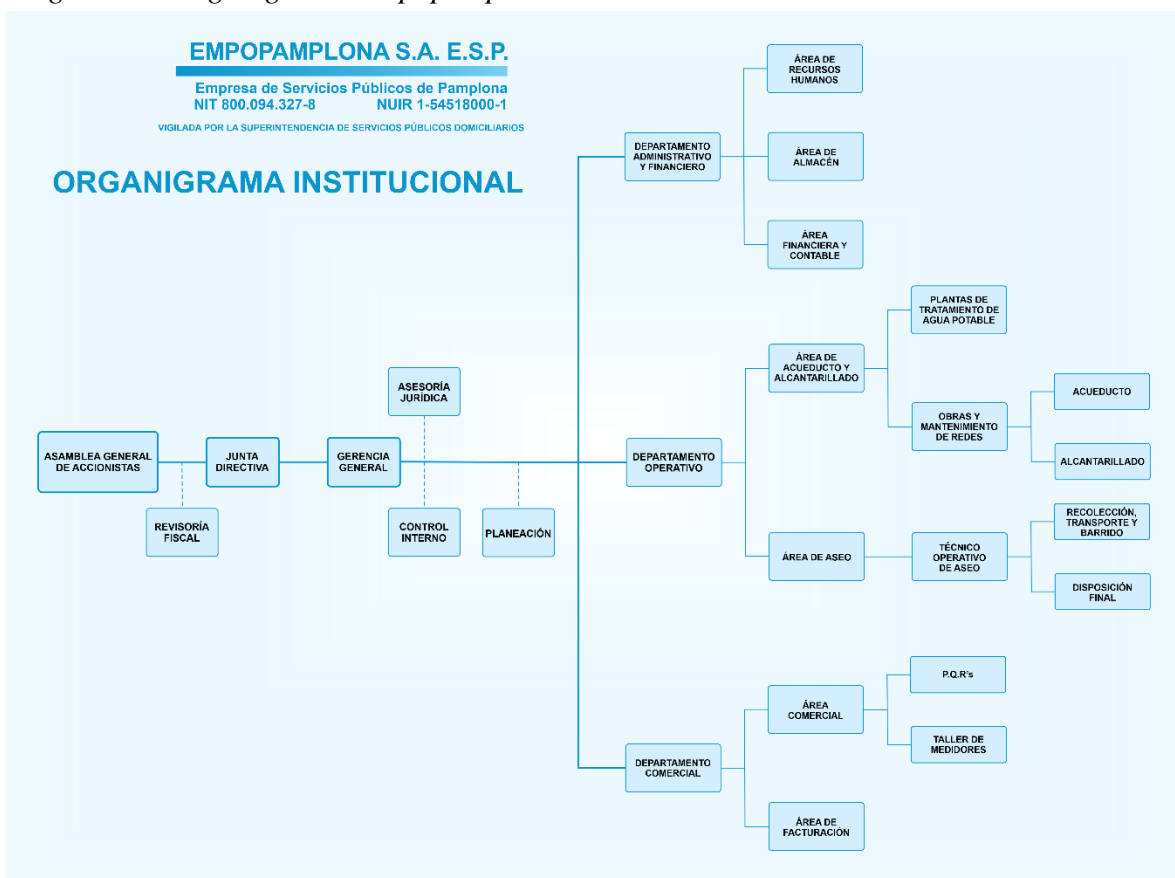 EMPOPAMPLONA S.A. E.S.P.
Empresa de Servicios Públicos de Pamplona
NIT 800.094.327-8 NUIR 1-54518000-1
VIGILADA POR LA SUPERINTENDENCIA DE SERVICIOS PÚBLICOS DOMICILIARIOS
ORGANIGRAMA INSTITUCIONAL
ASAMBLEA GENERAL
DE ACCIONISTAS
REVISORÍA
FISCAL
JUNTA
DIRECTIVA
GERENCIA
GENERAL
ASESORÍA
JURÍDICA
CONTROL
INTERNO
PLANEACIÓN
DEPARTAMENTO
ADMINISTRATIVO
Y FINANCIERO
ÁREA DE
RECURSOS
HUMANOS
ÁREA DE
ALMACÉN
ÁREA
FINANCIERA Y
CONTABLE
DEPARTAMENTO
OPERATIVO
ÁREA DE
ACUEDUCTO Y
ALCANTARILLADO
PLANTAS DE
TRATAMIENTO DE
AGUA POTABLE
OBRAS Y
MANTENIMIENTO
DE REDES
ACUEDUCTO
ALCANTARILLADO
ÁREA DE ASEO
TÉCNICO
OPERATIVO
DE ASEO
RECOLECCIÓN,
TRANSPORTE Y
BARRIDO
DISPOSICIÓN
FINAL
DEPARTAMENTO
COMERCIAL
ÁREA
COMERCIAL
P.Q.R's
TALLER DE
MEDIDORES
ÁREA DE
FACTURACIÓN